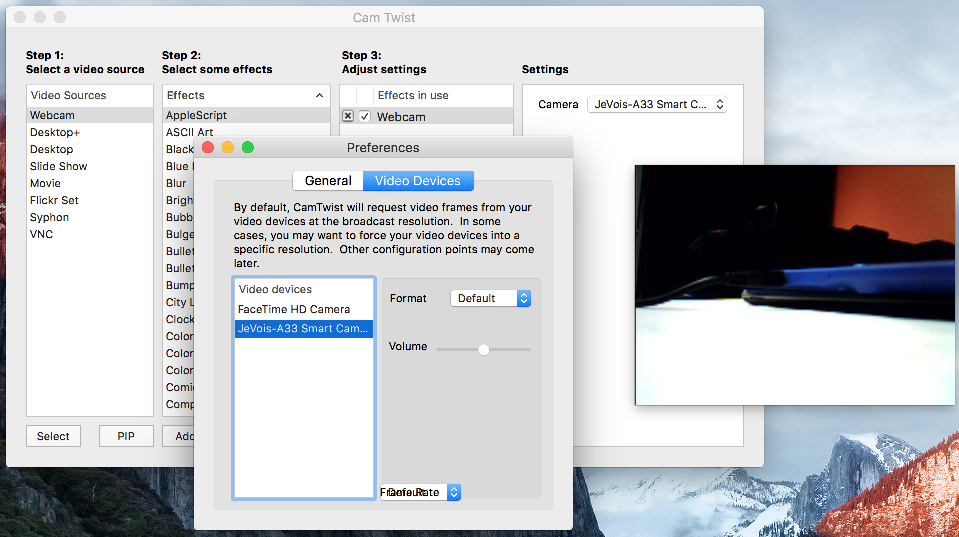 Cam Twist
Step 1:
Select a video source
Step 2:
Select some effects
Step 3:
Adjust settings
Settings
Video Sources
Webcam
Desktop+
Desktop
Slide Show
Movie
Flickr Set
Syphon
VNC
Effects
AppleScript
ASCII Art
Black
Blue
Blur
Brigh
Bubb
Bulge
Bullet
Bullet
Bump
City L
Clock
Color
Color
Color
Comi
Comp
Effects in use
Webcam
Camera JeVois-A33 Smart C...
Select
PIP
Add
Preferences
General
Video Devices
By default, CamTwist will request video frames from your
video devices at the broadcast resolution. In some
cases, you may want to force your video devices into a
specific resolution. Other configuration points may come
later.
Video devices
FaceTime HD Camera
JeVois-A33 Smart Cam...
Format Default
Volume
Frame Rate Default